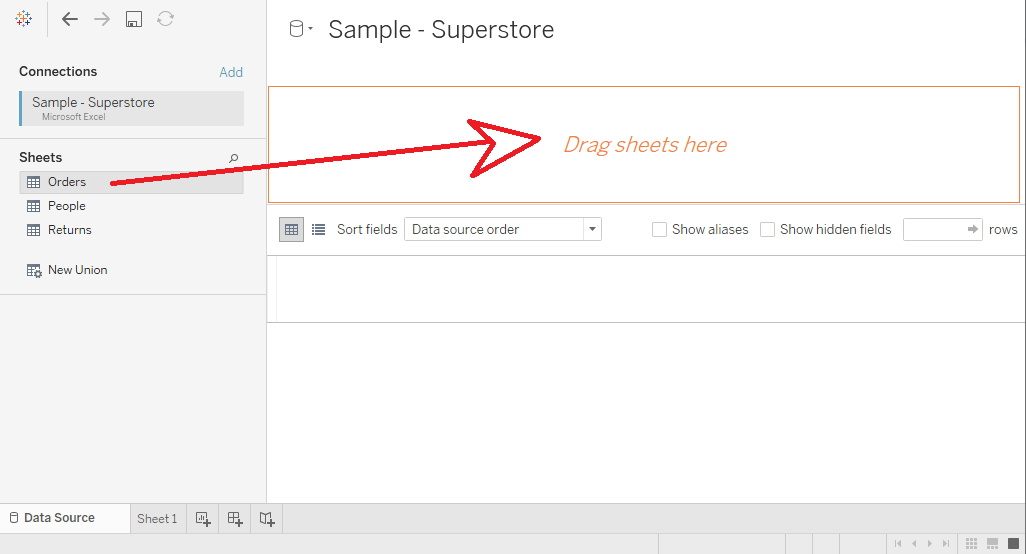 Sample - Superstore
Connections
Add
Sample - Superstore
Microsoft Excel
Drag sheets here
Sheets
Orders
People
Returns
New Union
Sort fields
Data source order
Show aliases
Show hidden fields
rows
Data Source
Sheet 1